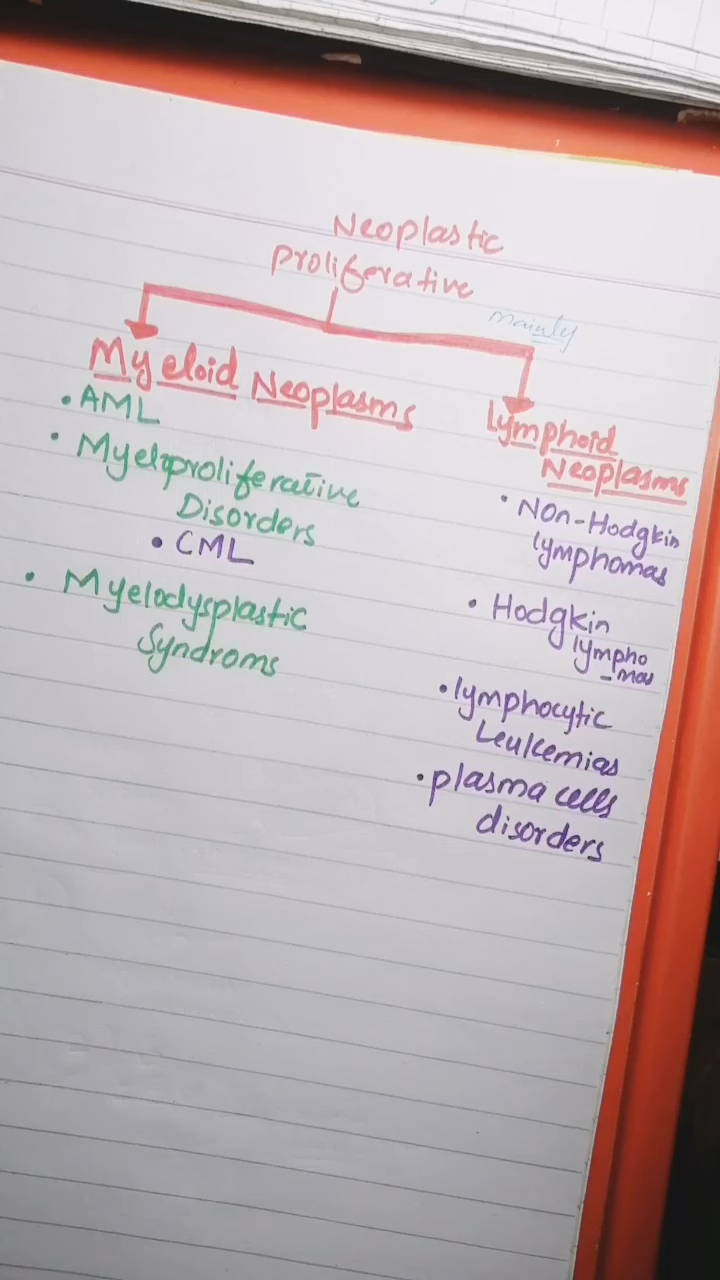 Neoplastic
Proliferative
mainly
Myeloid Neoplasms
• AML
• Myeloproliferative
Disorders
• CML
• Myelodysplastic
Syndroms
Lymphoid
Neoplasms
• Non-Hodgkin
lymphomas
• Hodgkin
lympho
-mas
• lymphocytic
Leukemias
• plasma cells
disorders